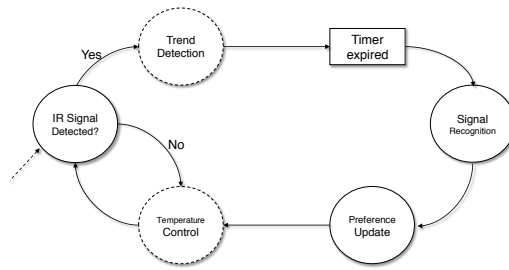 Trend
Detection
Timer
expired
Yes
IR Signal
Detected?
Signal
Recognition
No
Temperature
Control
Preference
Update